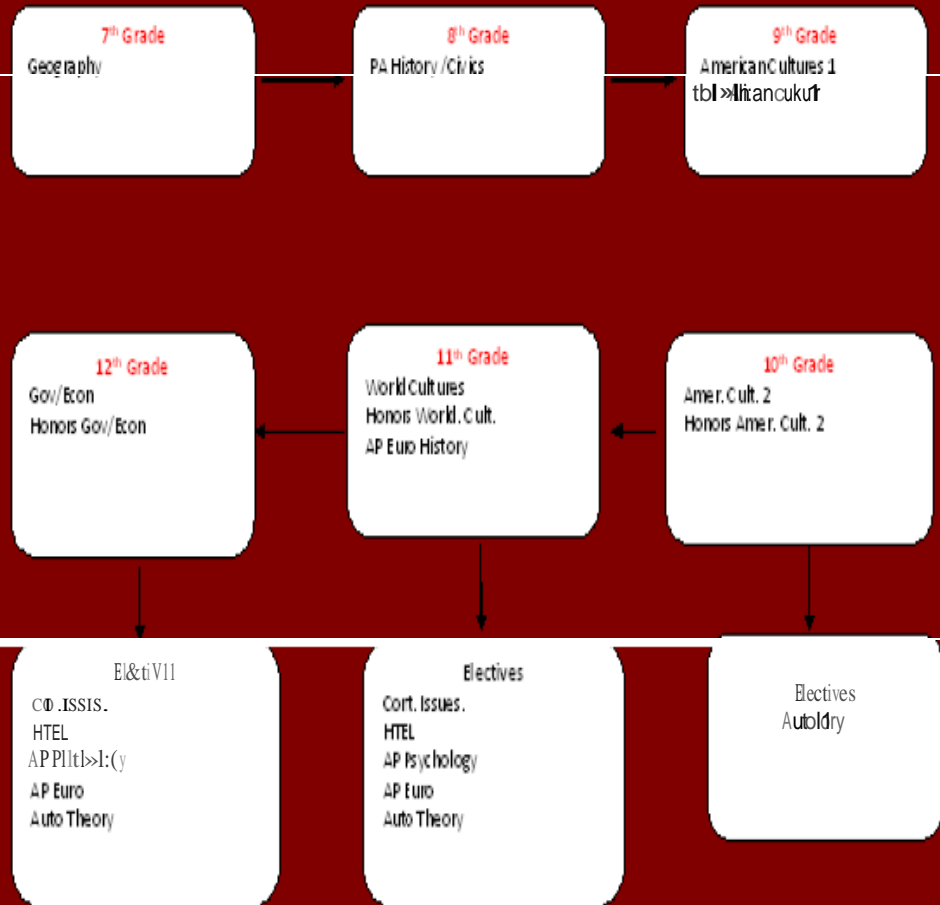 7th Grade
Geography
8th Grade
PA History /Civics
9th Grade
American Cultures 1
12th Grade
Gov/Econ
Honors Gov/Econ
11th Grade
World Cultures
Honors World. Cult.
AP Euro History
10th Grade
Amer. Cult. 2
Honors Amer. Cult. 2
HTEL
AP
AP Euro
Auto Theory
Electives
Cort. Issues.
HTEL
AP Psychology
AP Euro
Auto Theory
Electives